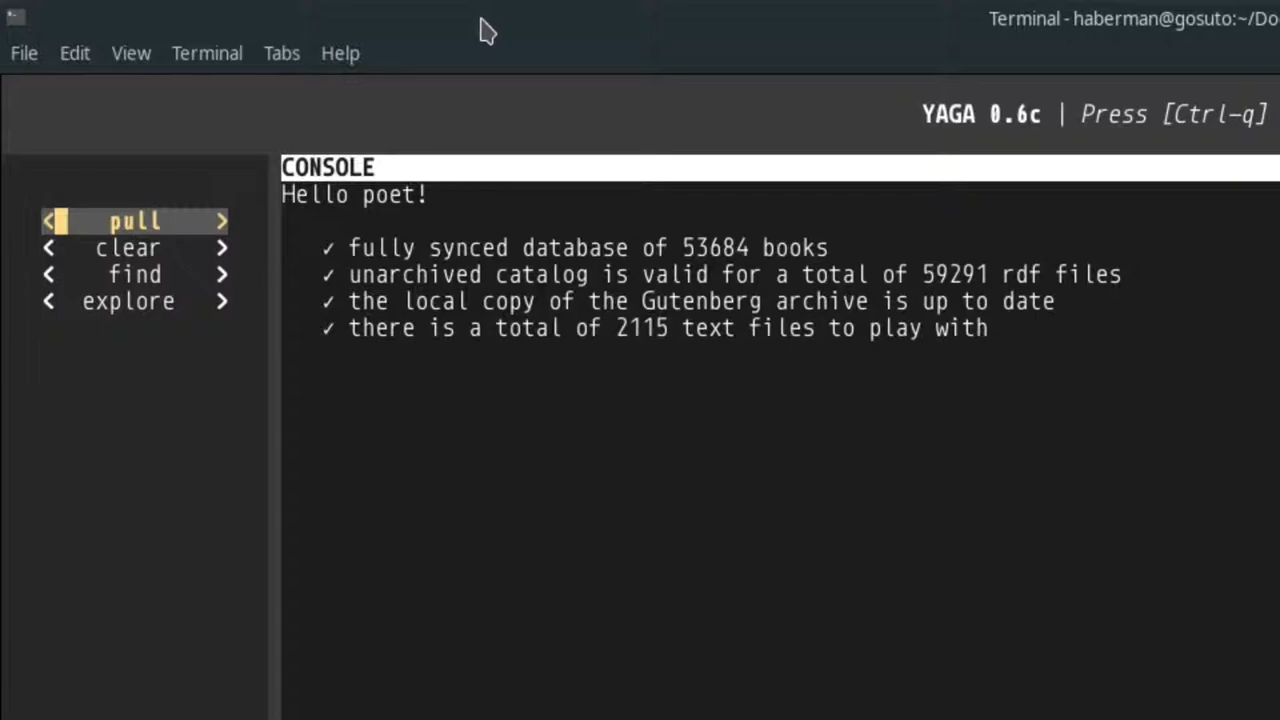 Terminal - haberman@gosuto:~/Do
File Edit View Terminal Tabs Help
YAGA 0.6c | Press [Ctrl-q]
CONSOLE
Hello poet!
< pull >
< clear >
< find >
< explore >
✓ fully synced database of 53684 books
✓ unarchived catalog is valid for a total of 59291 rdf files
✓ the local copy of the Gutenberg archive is up to date
✓ there is a total of 2115 text files to play with